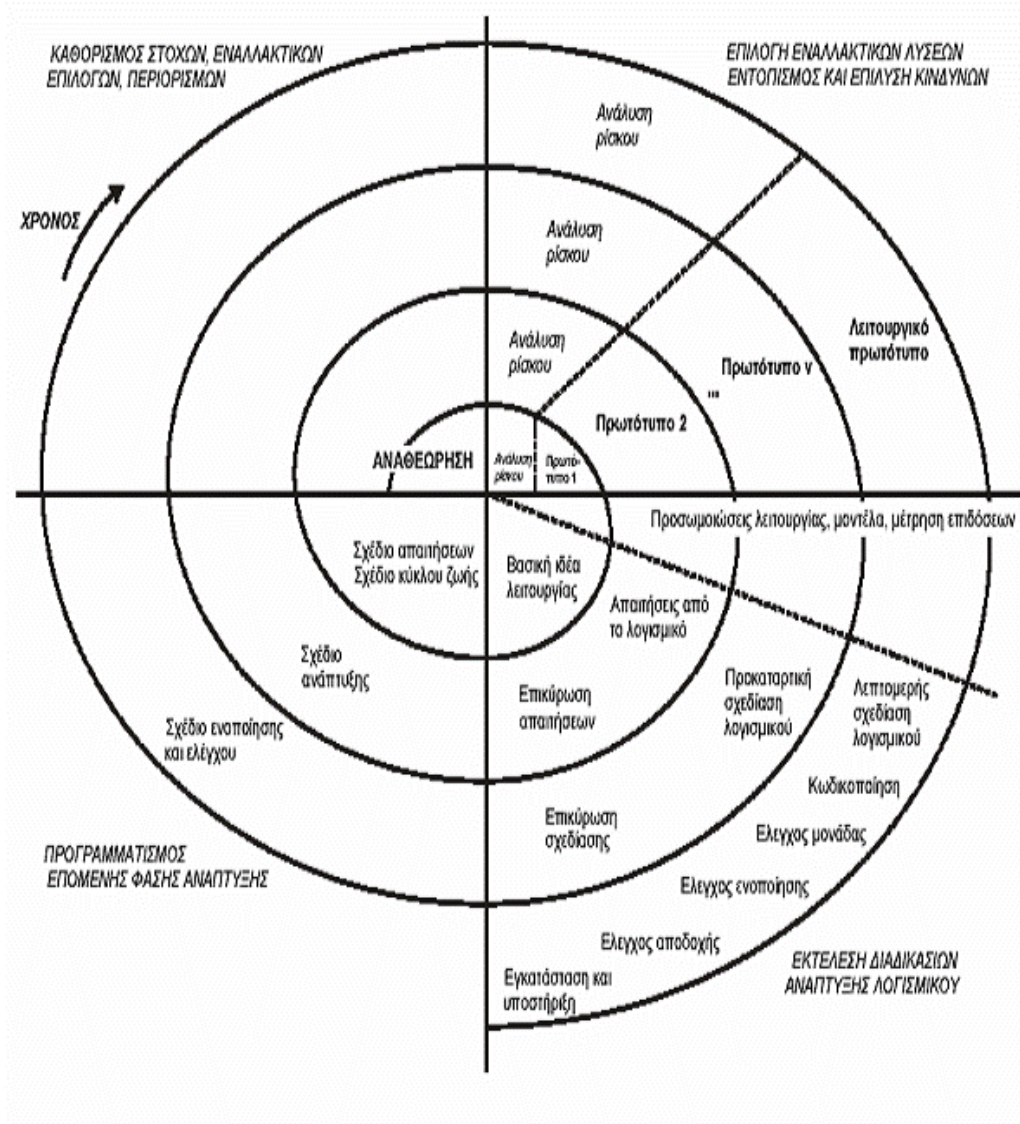 ΚΑΘΟΡΙΣΜΟΣ ΣΤΟΧΩΝ, ΕΝΑΛΛΑΚΤΙΚΩΝ
ΕΠΙΛΟΓΩΝ, ΠΕΡΙΟΡΙΣΜΩΝ
ΕΠΙΛΟΓΗ ΕΝΑΛΛΑΚΤΙΚΩΝ ΛΥΣΕΩΝ
ΕΝΤΟΠΙΣΜΟΣ ΚΑΙ ΕΠΙΛΥΣΗ ΚΙΝΔΥΝΩΝ
ΧΡΟΝΟΣ
Ανάλυση
ρίσκου
Ανάλυση
ρίσκου
Ανάλυση
ρίσκου
Λειτουργικό
πρωτότυπο
Πρωτότυπο ν
...
Πρωτότυπο 2
ΑΝΑΘΕΩΡΗΣΗ
Ανάλυση
ρίσκου
Πρωτό-
τυπο 1
Προσωμοιώσεις λειτουργίας, μοντέλα, μέτρηση επιδόσεων
Σχέδιο απαιτήσεων
Σχέδιο κύκλου ζωής
Βασική ιδέα
λειτουργίας
Απαιτήσεις από
το λογισμικό
Σχέδιο
ανάπτυξης
Επικύρωση
απαιτήσεων
Προκαταρτική
σχεδίαση
λογισμικού
Λεπτομερής
σχεδίαση
λογισμικού
Σχέδιο ενοποίησης
και ελέγχου
Κωδικοποίηση
Επικύρωση
σχεδίασης
Ελεγχος μονάδας
Ελεγχος ενοποίησης
Ελεγχος αποδοχής
Εγκατάσταση και
υποστήριξη
ΠΡΟΓΡΑΜΜΑΤΙΣΜΟΣ
ΕΠΟΜΕΝΗΣ ΦΑΣΗΣ ΑΝΑΠΤΥΞΗΣ
ΕΚΤΕΛΕΣΗ ΔΙΑΔΙΚΑΣΙΩΝ
ΑΝΑΠΤΥΞΗΣ ΛΟΓΙΣΜΙΚΟΥ